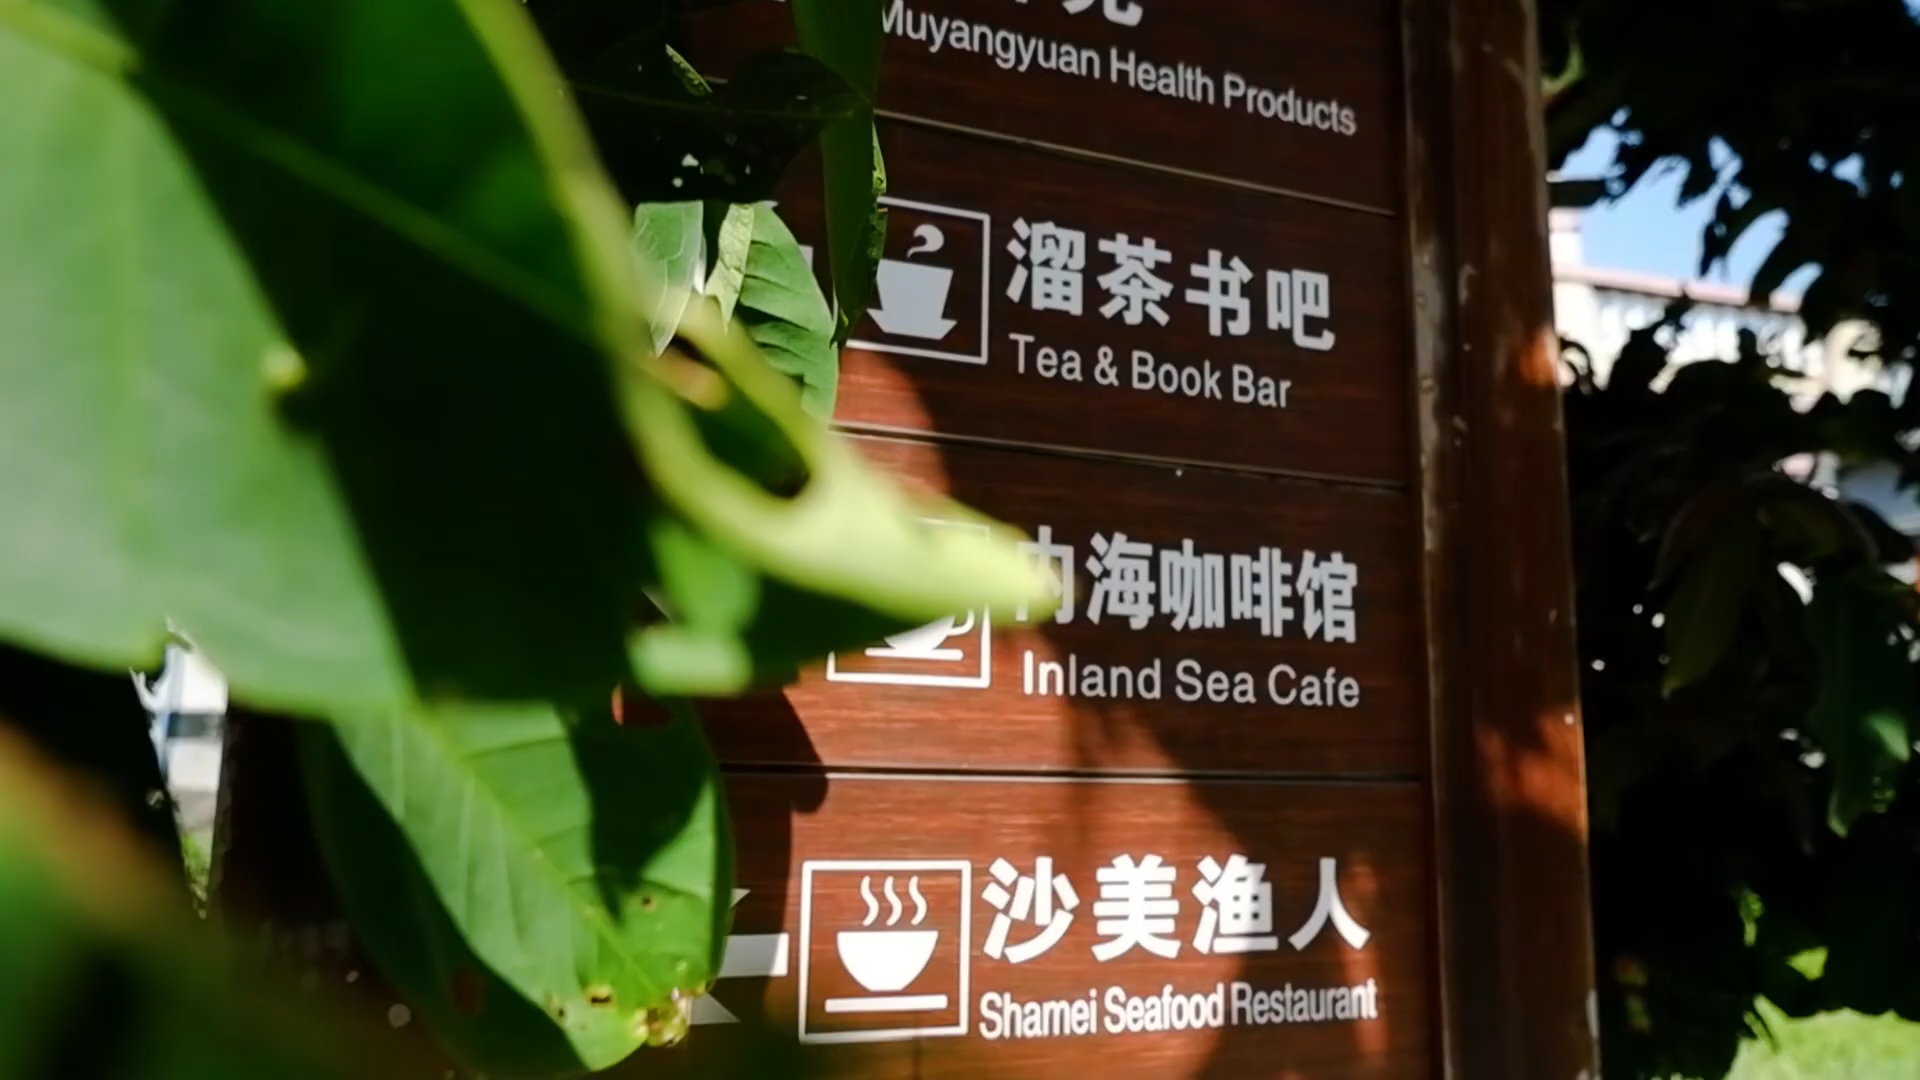 Muyangyuan Health Products
溜茶书吧
Tea & Book Bar
内海咖啡馆
Inland Sea Cafe
沙美渔人
Shamei Seafood Restaurant